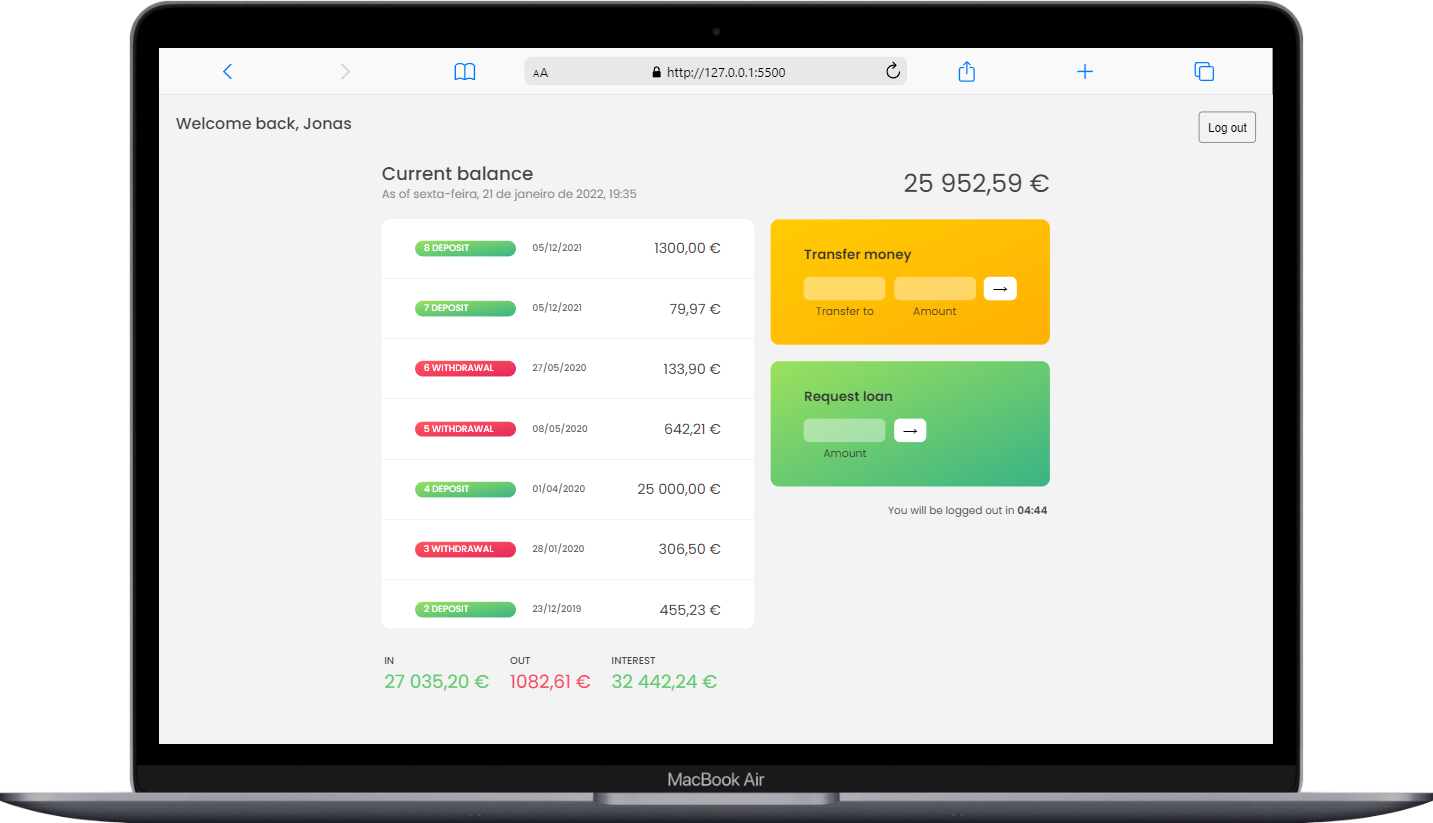 AA http://127.0.0.1:5500
Welcome back, Jonas
Log out
Current balance
As of sexta-feira, 21 de janeiro de 2022, 19:35
25 952,59 €
8 DEPOSIT 05/12/2021 1300,00 €
7 DEPOSIT 05/12/2021 79,97 €
6 WITHDRAWAL 27/05/2020 133,90 €
5 WITHDRAWAL 08/05/2020 642,21 €
4 DEPOSIT 01/04/2020 25 000,00 €
3 WITHDRAWAL 28/01/2020 306,50 €
2 DEPOSIT 23/12/2019 455,23 €
Transfer money
→
Transfer to Amount
Request loan
→
Amount
You will be logged out in 04:44
IN OUT INTEREST
27 035,20 € 1082,61 € 32 442,24 €
MacBook Air